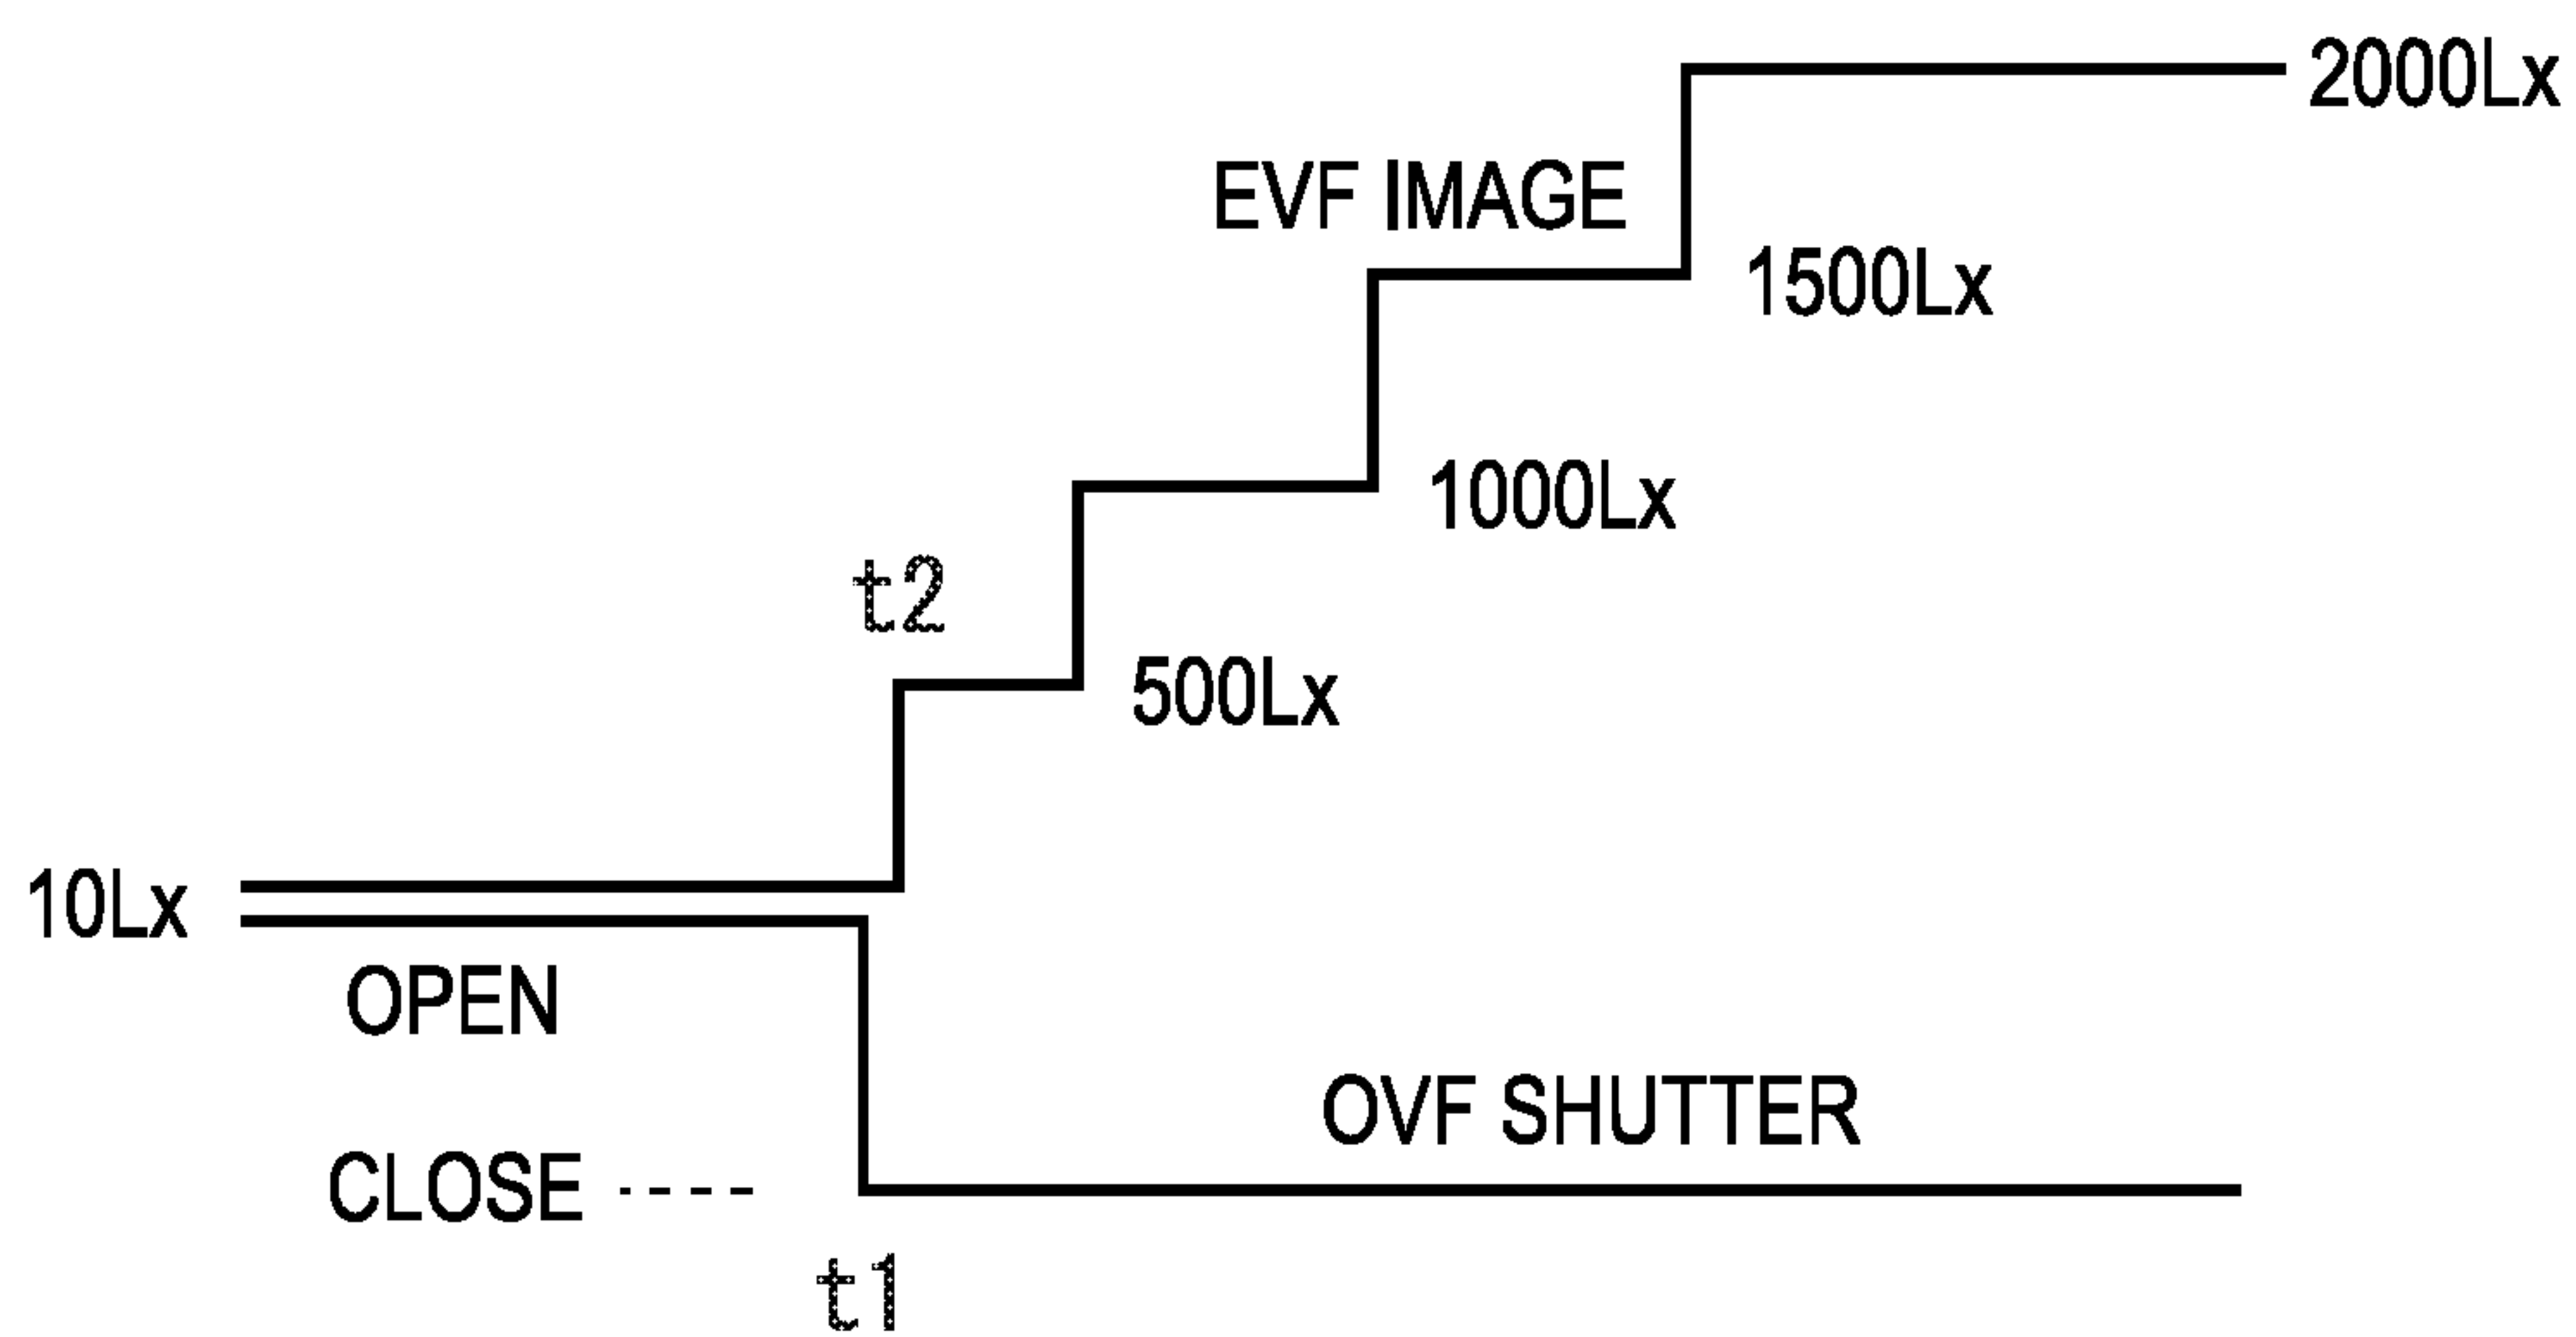 2000Lx
EVF IMAGE
1500Lx
1000Lx
t2
500Lx
10Lx
OPEN
OVF SHUTTER
CLOSE
t1